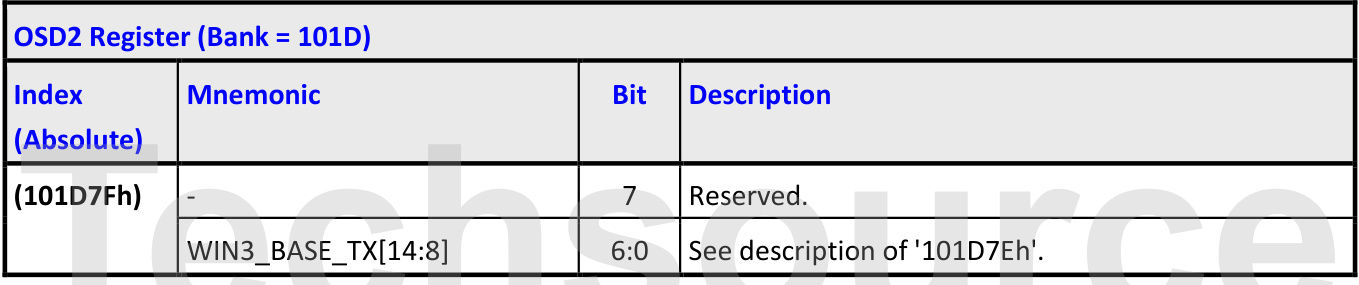 OSD2 Register (Bank = 101D)
Index Mnemonic Bit Description
(Absolute)
(101D7Fh) - 7 Reserved.
WIN3_BASE_TX[14:8] 6:0 See description of '101D7Eh'.
Techsource